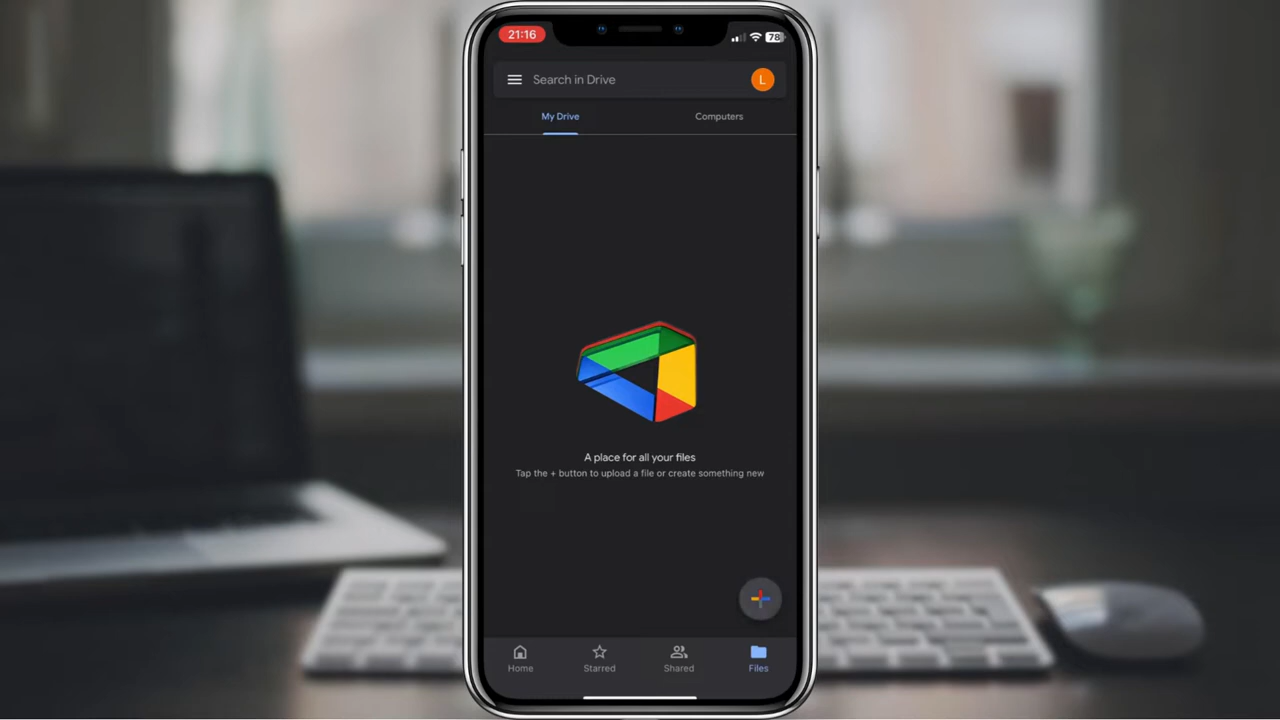 21:16
78
Search in Drive
L
My Drive
Computers
A place for all your files
Tap the + button to upload a file or create something new
Home
Starred
Shared
Files